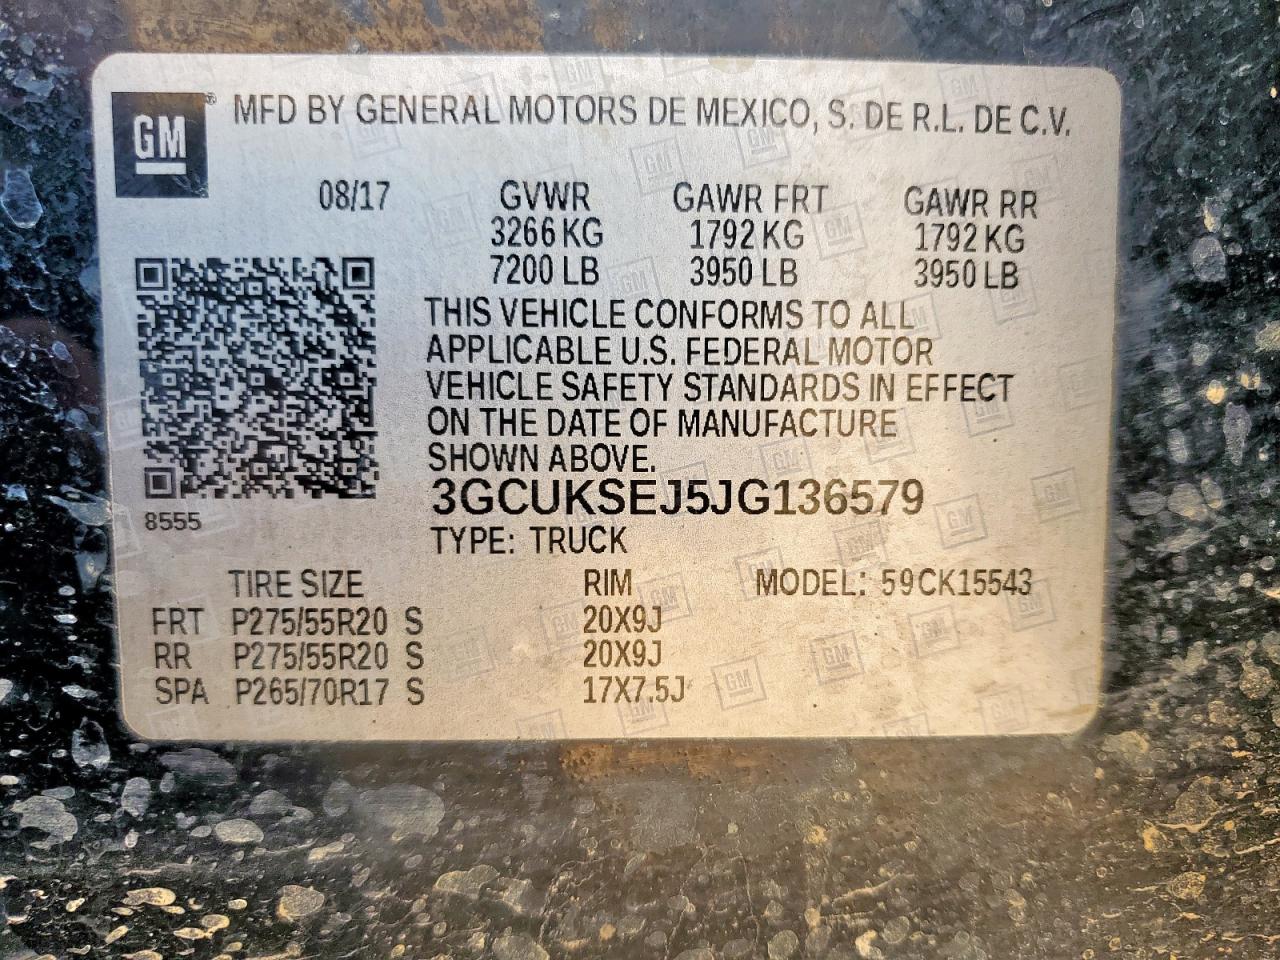 GM ® MFD BY GENERAL MOTORS DE MEXICO, S. DE R.L. DE C.V.
08/17 GVWR GAWR FRT GAWR RR
3266 KG 1792 KG 1792 KG
7200 LB 3950 LB 3950 LB
THIS VEHICLE CONFORMS TO ALL
APPLICABLE U.S. FEDERAL MOTOR
VEHICLE SAFETY STANDARDS IN EFFECT
ON THE DATE OF MANUFACTURE
SHOWN ABOVE.
3GCUKSEJ5JG136579
8555
TYPE: TRUCK
TIRE SIZE RIM MODEL: 59CK15543
FRT P275/55R20 S 20X9J
RR P275/55R20 S 20X9J
SPA P265/70R17 S 17X7.5J